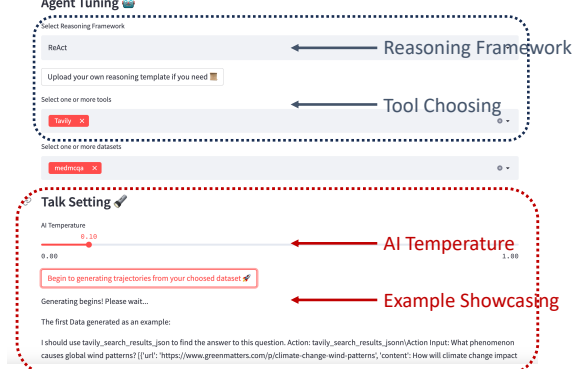 Agent Tuning
Select Reasoning Framework
ReAct
Reasoning Framework
Upload your own reasoning template if you need
Select one or more tools
Tool Choosing
Tavily ×
Select one or more datasets
medmcqa ×
Talk Setting
AI Temperature
0.10
AI Temperature
0.00
1.00
Begin to generating trajectories from your choosed dataset
Generating begins! Please wait...
Example Showcasing
The first Data generated as an example:
I should use tavily_search_results_json to find the answer to this question. Action: tavily_search_results_jsonn\Action Input: What phenomenon
causes global wind patterns? [{'url': 'https://www.greenmatters.com/p/climate-change-wind-patterns', 'content': How will climate change impact